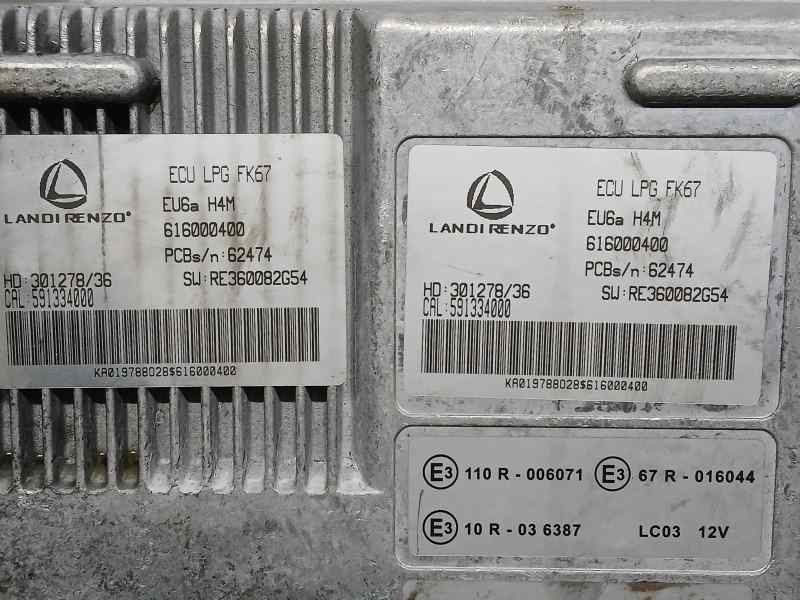 LANDI RENZO®
ECU LPG FK67
EU6a H4M
616000400
PCBs/n:62474
HD:301278/36 SW:RE360082G54
CAL:591334000
KA019788028$616000400
LANDI RENZO®
ECU LPG FK67
EU6a H4M
616000400
PCBs/n:62474
HD:301278/36 SW:RE360082G54
CAL:591334000
KA019788028$616000400
E3 110 R - 006071 E3 67 R - 016044
E3 10 R - 03 6387 LC03 12V